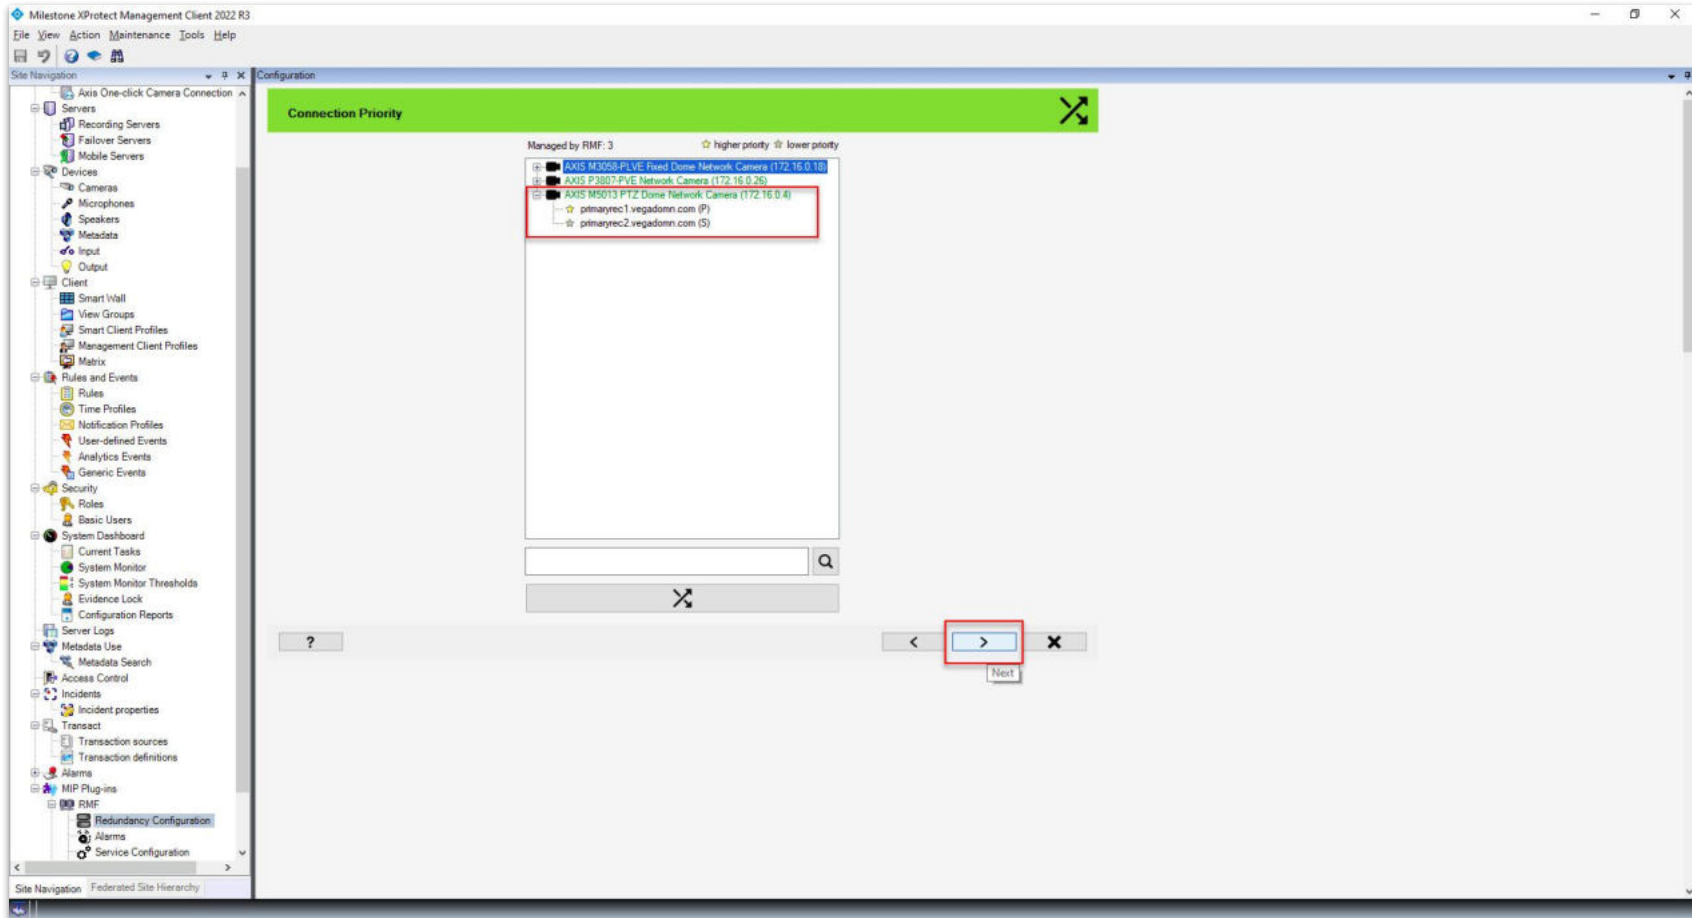 Milestone XProtect Management Client 2022 R3
File View Action Maintenance Tools Help
Site Navigation
Configuration
Axis One-click Camera Connection
Servers
Recording Servers
Failover Servers
Mobile Servers
Devices
Cameras
Microphones
Speakers
Metadata
Input
Output
Client
Smart Wall
View Groups
Smart Client Profiles
Management Client Profiles
Matrix
Rules and Events
Rules
Time Profiles
Notification Profiles
User-defined Events
Analytics Events
Generic Events
Security
Roles
Basic Users
System Dashboard
Current Tasks
System Monitor
System Monitor Thresholds
Evidence Lock
Configuration Reports
Server Logs
Metadata Use
Metadata Search
Access Control
Incidents
Incident properties
Transact
Transaction sources
Transaction definitions
Alarms
MIP Plug-ins
RMF
Redundancy Configuration
Alarms
Service Configuration
Site Navigation Federated Site Hierarchy
Connection Priority
Managed by RMF: 3 higher priority lower priority
AXIS M3058-PLVE Fixed Dome Network Camera (172.16.0.18)
AXIS P3807-PVE Network Camera (172.16.0.26)
AXIS M5013 PTZ Dome Network Camera (172.16.0.4)
primaryrec1.vegadomn.com (P)
primaryrec2.vegadomn.com (S)
? < >
Next